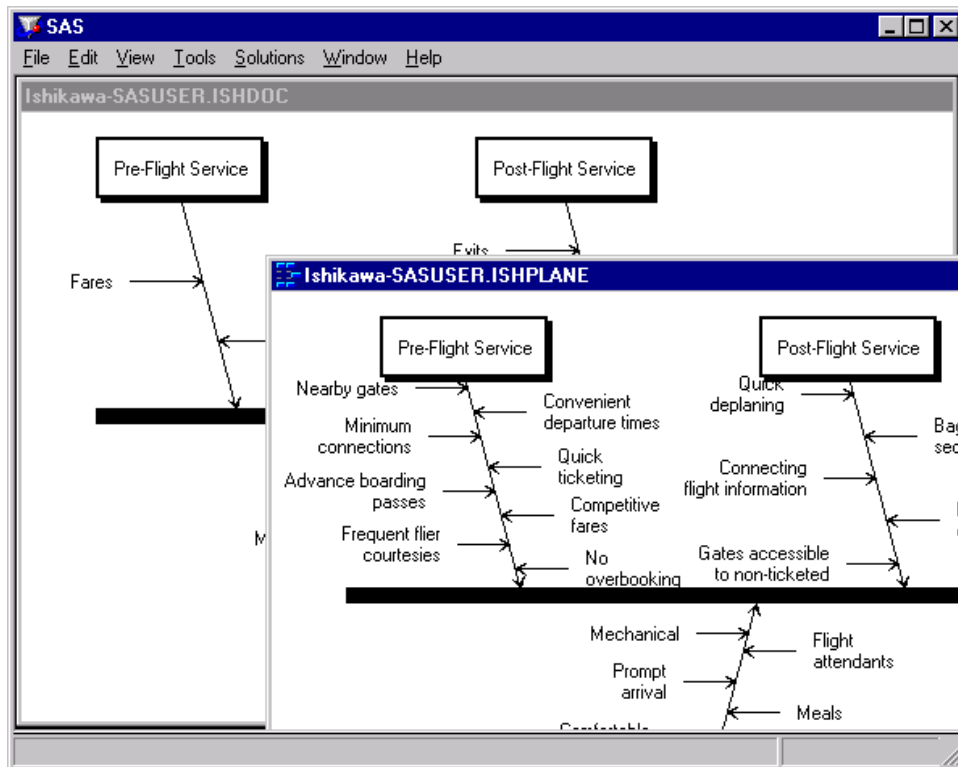 SAS
File Edit View Tools Solutions Window Help
Ishikawa-SASUSER.ISHDOC
Pre-Flight Service
Post-Flight Service
Exits
Fares
Ishikawa-SASUSER.ISHPLANE
Pre-Flight Service
Post-Flight Service
Nearby gates
Convenient
departure times
Minimum
connections
Quick
ticketing
Advance boarding
passes
Competitive
fares
Frequent flier
courtesies
No
overbooking
Quick
deplaning
Connecting
flight information
Gates accessible
to non-ticketed
Mechanical
Flight
attendants
Prompt
arrival
Meals
Comfortable